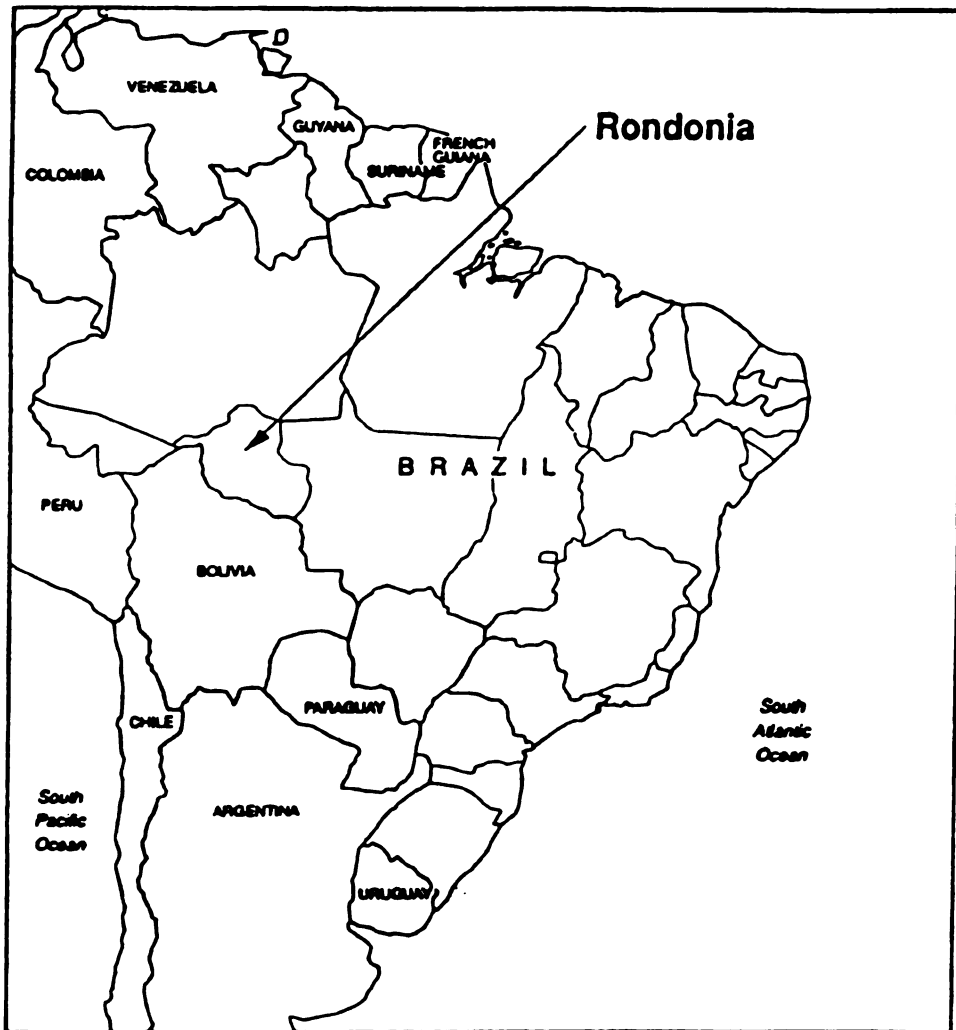 VENEZUELA
GUYANA
Rondonia
FRENCH
GUIANA
SURINAME
COLOMBIA
BRAZIL
PERU
BOLIVIA
PARAGUAY
CHILE
South
Atlantic
Ocean
South
Pacific
Ocean
ARGENTINA
URUGUAY